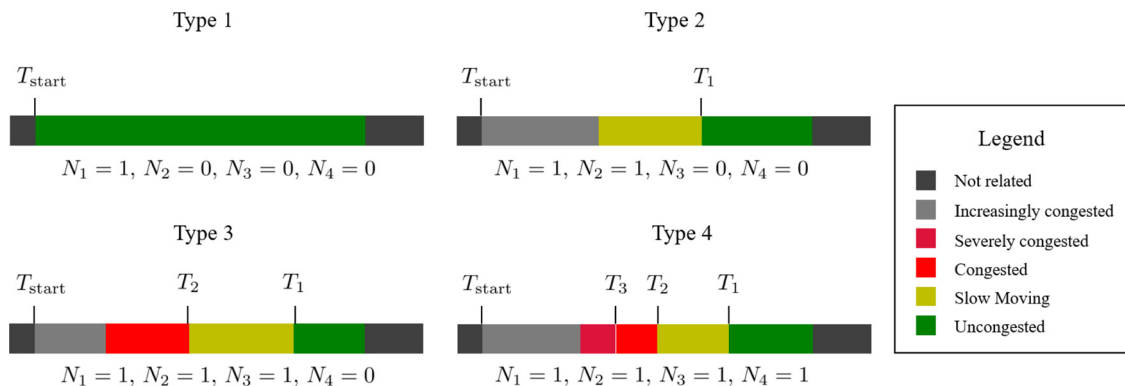 Type 1
T_start
N_1 = 1, N_2 = 0, N_3 = 0, N_4 = 0
Type 2
T_start T_1
N_1 = 1, N_2 = 1, N_3 = 0, N_4 = 0
Type 3
T_start T_2 T_1
N_1 = 1, N_2 = 1, N_3 = 1, N_4 = 0
Type 4
T_start T_3 T_2 T_1
N_1 = 1, N_2 = 1, N_3 = 1, N_4 = 1
Legend
Not related
Increasingly congested
Severely congested
Congested
Slow Moving
Uncongested